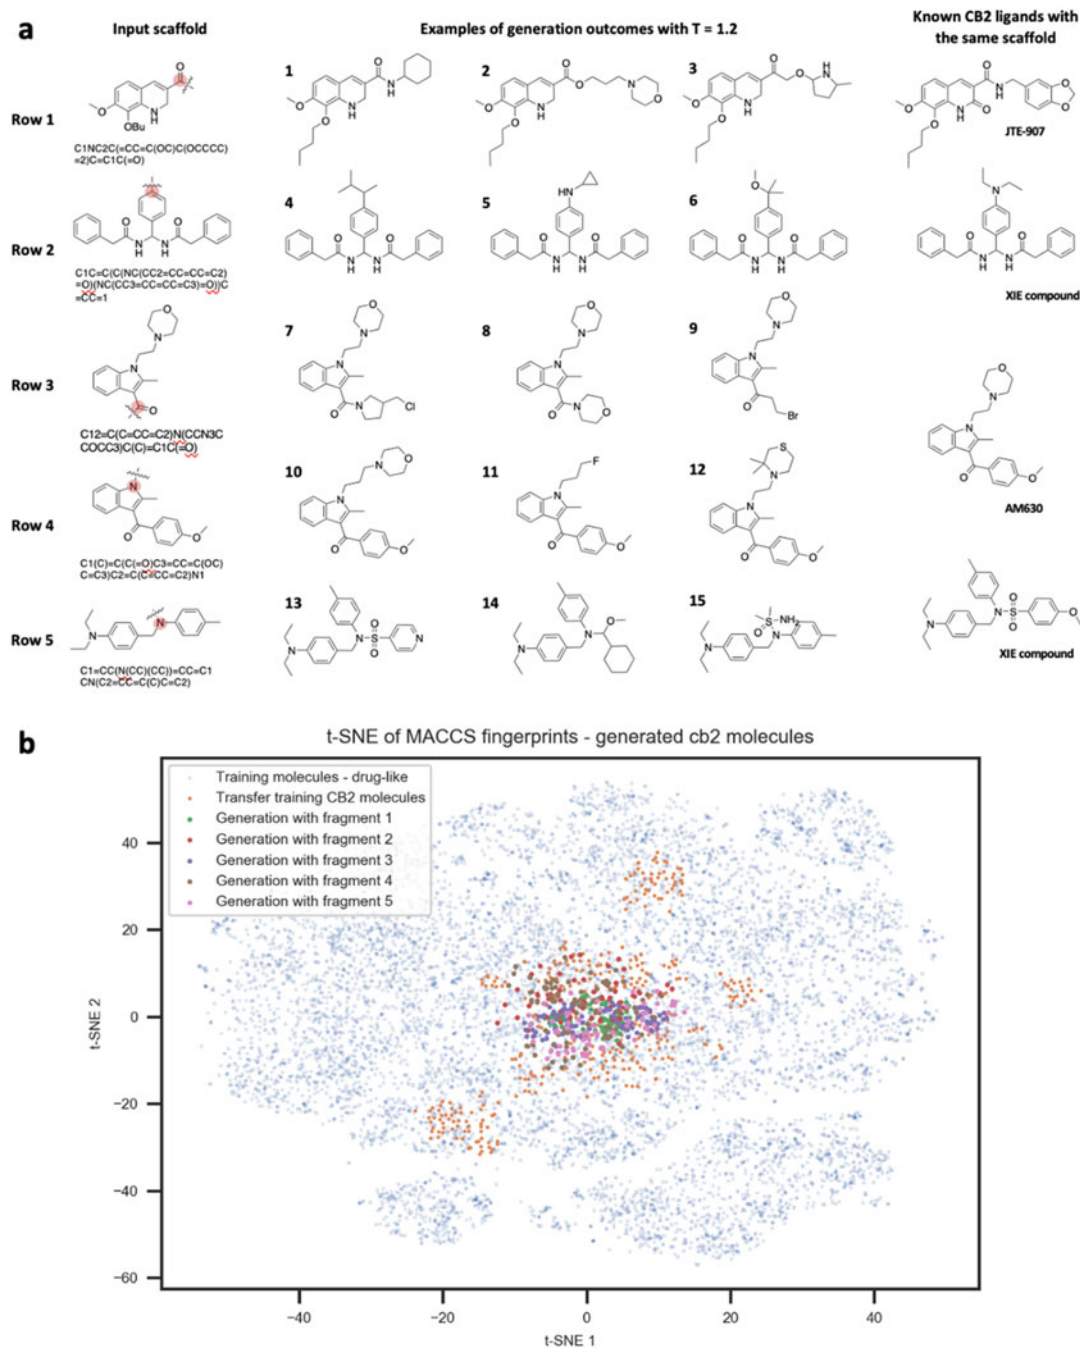 a
Input scaffold
Examples of generation outcomes with T = 1.2
Known CB2 ligands with
the same scaffold
Row 1
C1NC2C(=CC=C(OC)C(OCCCC)
=2)C=C1C(=O)
1
2
3
JTE-907
Row 2
C1C=C(C(NC(CC2=CC=CC=C2)
=O)(NC(CC3=CC=CC=C3)=O))C
=CC=1
4
5
6
XIE compound
Row 3
C12=C(C=CC=C2)N(CCN3C
COCC3)C(C)=C1C(=O)
7
8
9
Row 4
C1(C)=C(C(=O)C3=CC=C(OC)
C=C3)C2=C(C=CC=C2)N1
10
11
12
AM630
Row 5
C1=CC(N(CC)(CC))=CC=C1
CN(C2=CC=C(C)C=C2)
13
14
15
XIE compound
b
t-SNE of MACCS fingerprints - generated cb2 molecules
Training molecules - drug-like
Transfer training CB2 molecules
Generation with fragment 1
Generation with fragment 2
Generation with fragment 3
Generation with fragment 4
Generation with fragment 5
t-SNE 2
40
20
0
−20
−40
−60
−40
−20
0
20
40
t-SNE 1